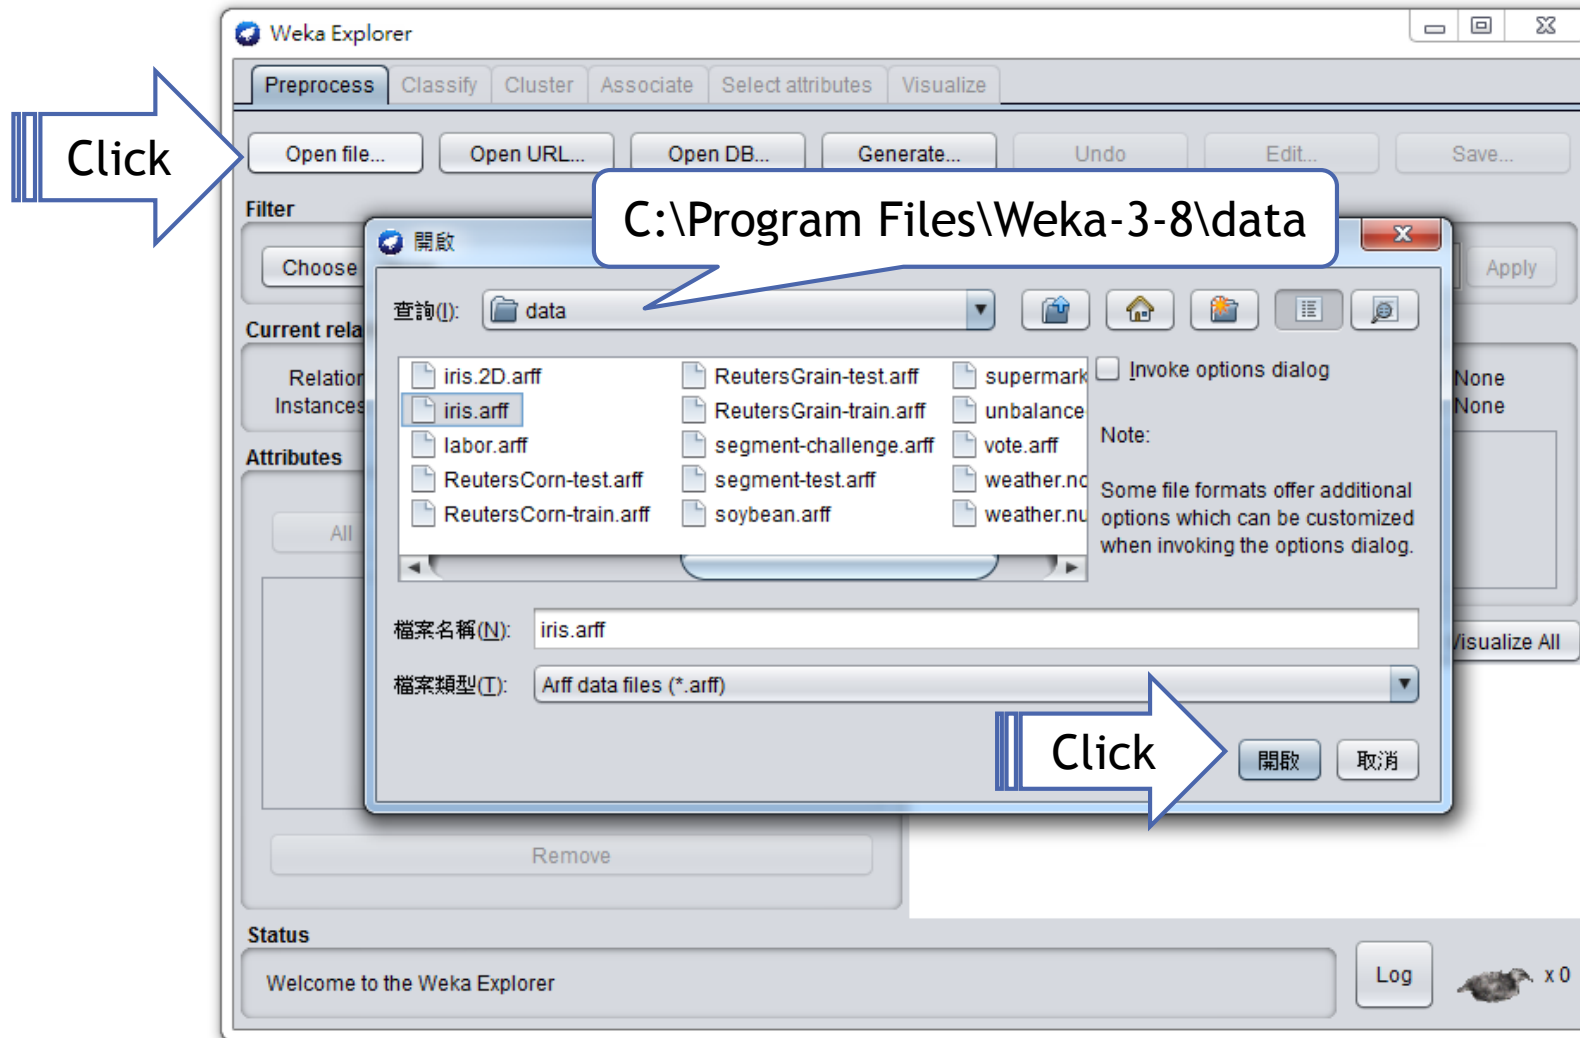 Weka Explorer
Preprocess Classify Cluster Associate Select attributes Visualize
Click
Open file... Open URL... Open DB... Generate... Undo Edit... Save...
C:\Program Files\Weka-3-8\data
Filter
Choose
Apply
開啟
查詢(I): data
Current rela
Relation
Instances
None
None
iris.2D.arff
iris.arff
labor.arff
ReutersCorn-test.arff
ReutersCorn-train.arff
ReutersGrain-test.arff
ReutersGrain-train.arff
segment-challenge.arff
segment-test.arff
soybean.arff
supermark
unbalance
vote.arff
weather.no
weather.nu
Invoke options dialog
Note:
Some file formats offer additional
options which can be customized
when invoking the options dialog.
Attributes
All
檔案名稱(N): iris.arff
檔案類型(T): Arff data files (*.arff)
Visualize All
Click
開啟 取消
Remove
Status
Welcome to the Weka Explorer
Log
x 0